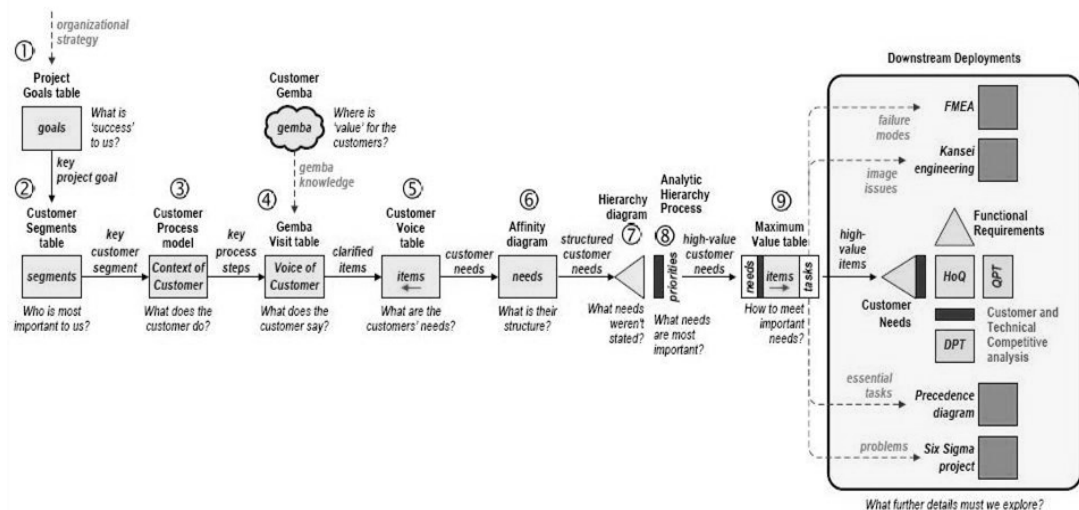 organizational
strategy
①
Project
Goals table
goals
What is
'success'
to us?
key
project goal
②
Customer
Segments
table
segments
Who is most
important to us?
key
customer
segment
③
Customer
Process
model
Context of
Customer
What does the
customer do?
key
process
steps
Customer
Gemba
gemba
Where is
'value' for the
customers?
gemba
knowledge
④
Gemba
Visit table
Voice of
Customer
What does the
customer say?
clarified
items
⑤
Customer
Voice
table
items
What are the
customers' needs?
customer
needs
⑥
Affinity
diagram
needs
What is their
structure?
structured
customer
needs
Hierarchy
diagram
⑦
What needs
weren't
stated?
Analytic
Hierarchy
Process
⑧
priorities
What needs
are most
important?
high-value
customer
needs
⑨
Maximum
Value table
needs
items
tasks
How to meet
important
needs?
Downstream Deployments
failure
modes
FMEA
image
issues
Kansei
engineering
high-
value
items
Customer
Needs
Functional
Requirements
HoQ
QPT
Customer and
Technical
Competitive
analysis
DPT
essential
tasks
Precedence
diagram
problems
Six Sigma
project
What further details must we explore?